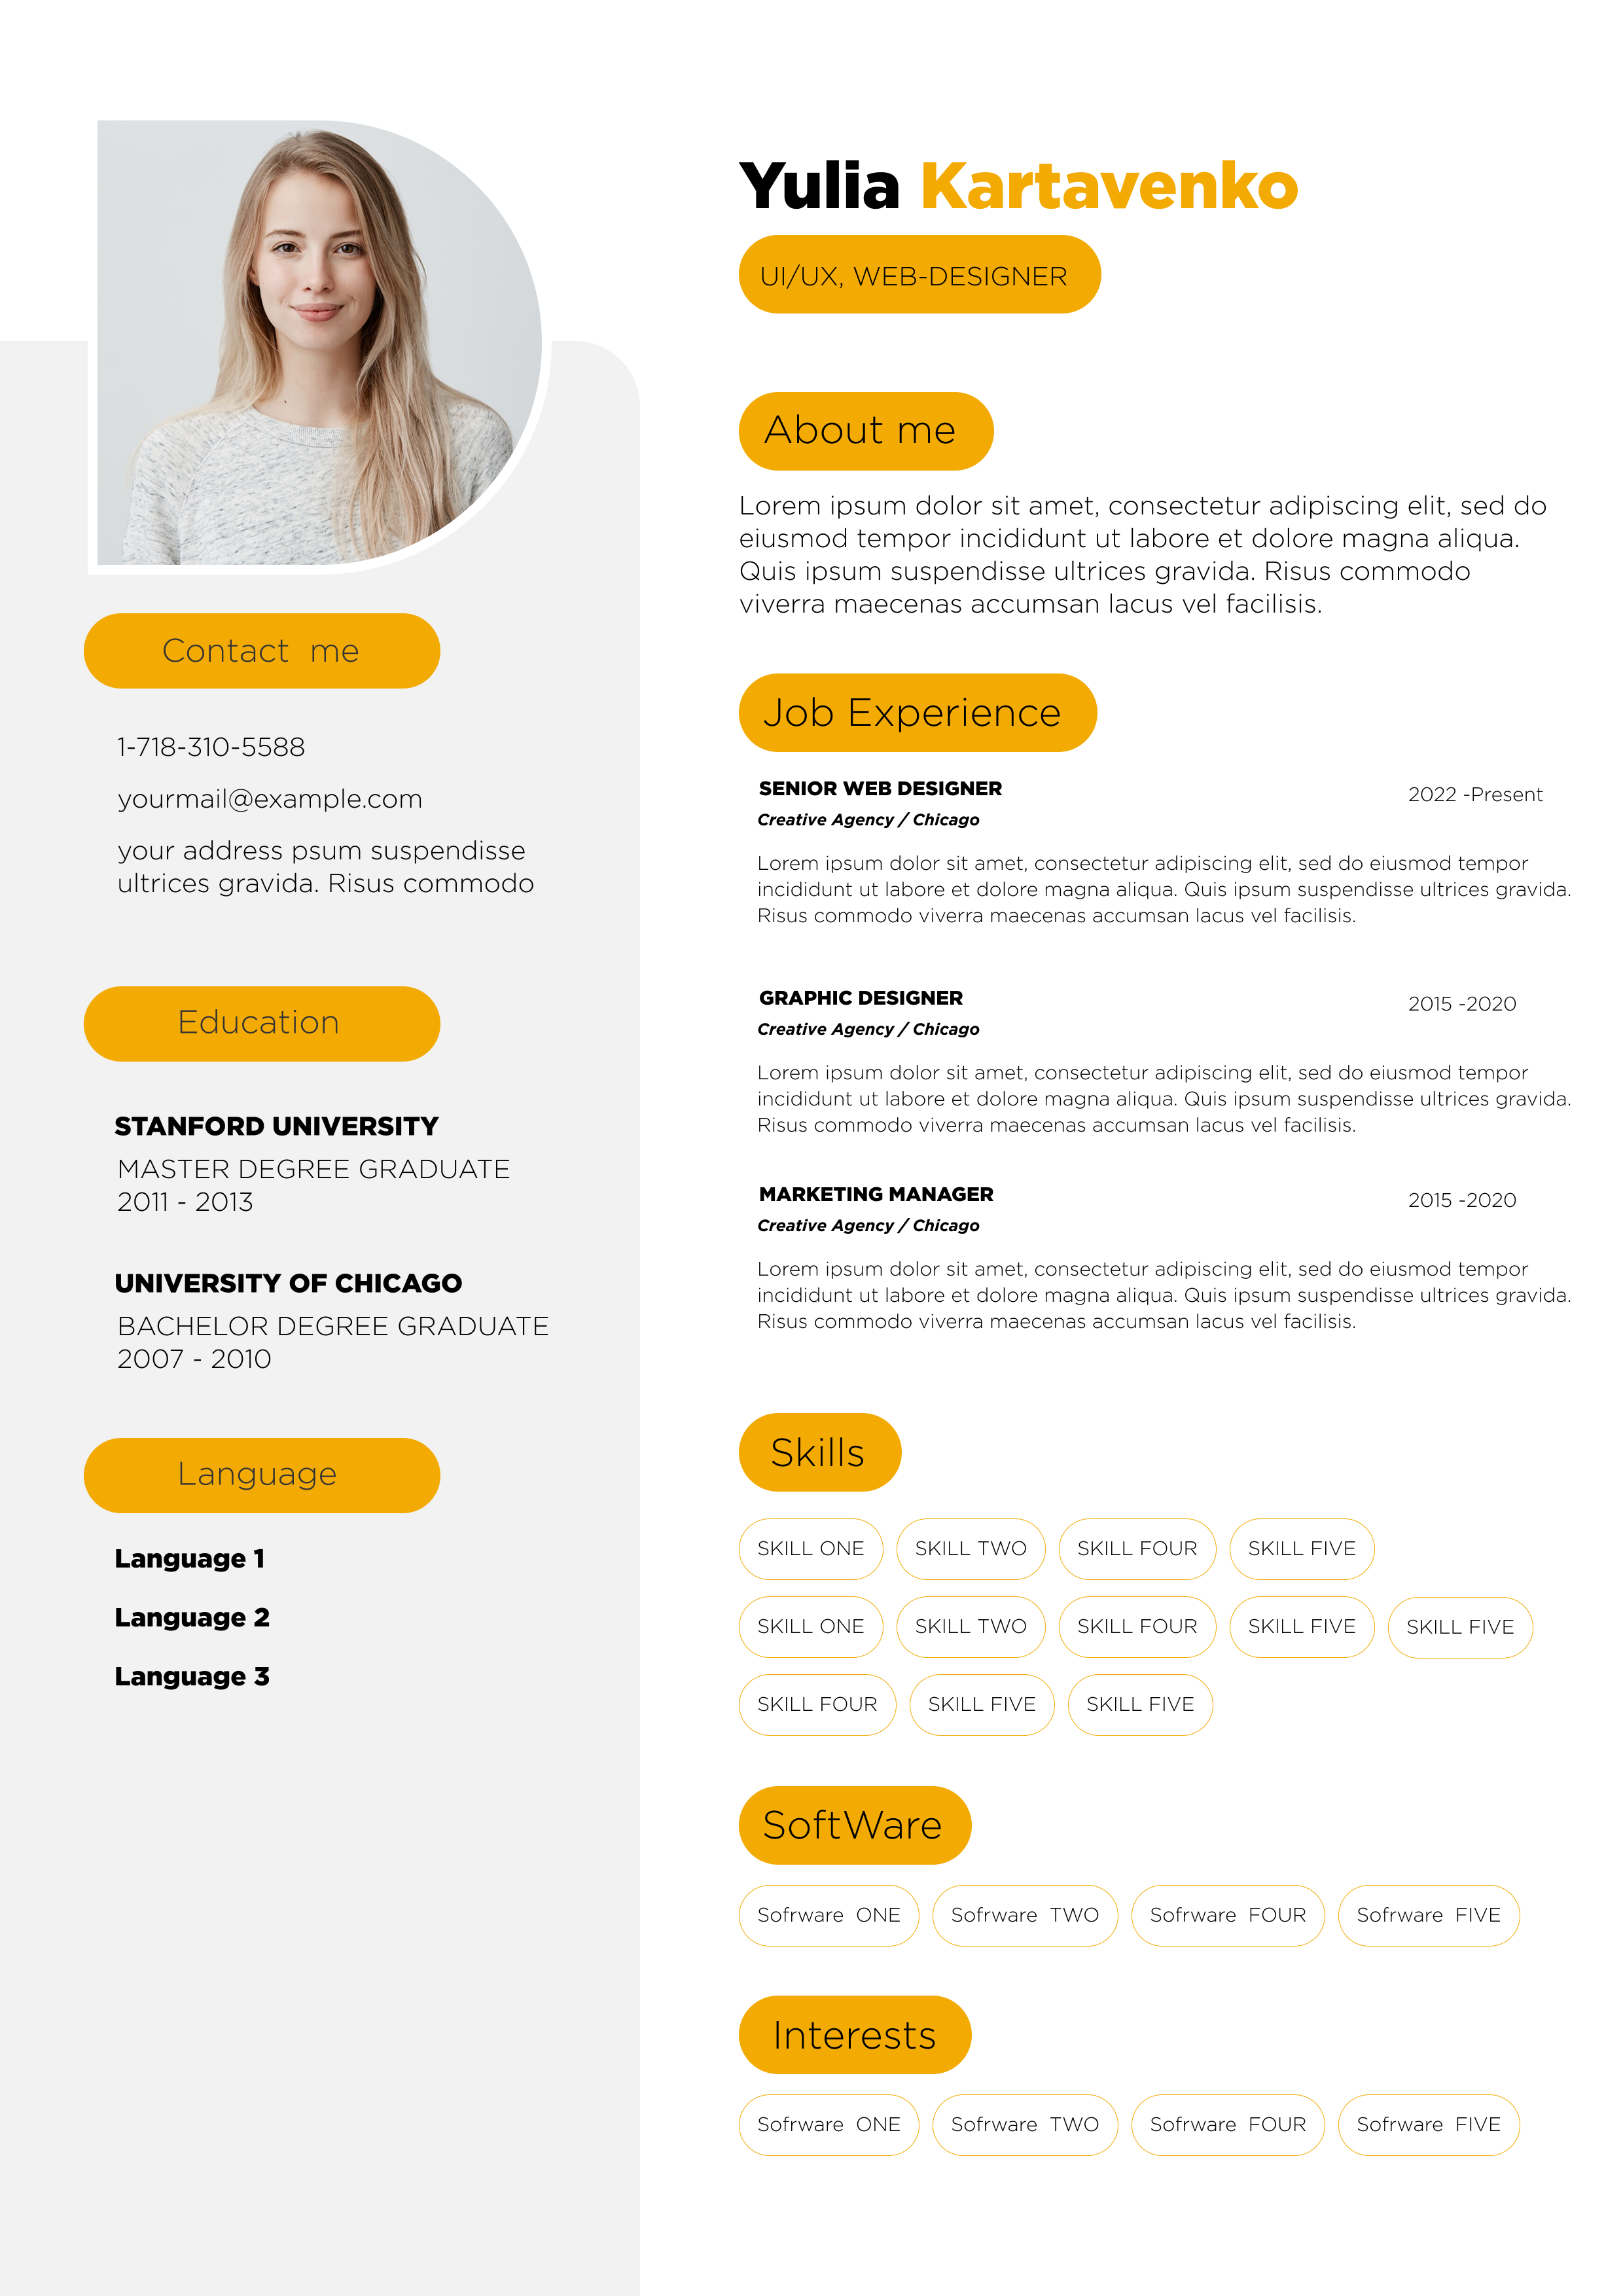 Yulia Kartavenko
UI/UX, WEB-DESIGNER
Contact me
1-718-310-5588
yourmail@example.com
your address psum suspendisse
ultrices gravida. Risus commodo
Education
STANFORD UNIVERSITY
MASTER DEGREE GRADUATE
2011 - 2013
UNIVERSITY OF CHICAGO
BACHELOR DEGREE GRADUATE
2007 - 2010
Language
Language 1
Language 2
Language 3
About me
Lorem ipsum dolor sit amet, consectetur adipiscing elit, sed do
eiusmod tempor incididunt ut labore et dolore magna aliqua.
Quis ipsum suspendisse ultrices gravida. Risus commodo
viverra maecenas accumsan lacus vel facilisis.
Job Experience
SENIOR WEB DESIGNER 2022 -Present
Creative Agency / Chicago
Lorem ipsum dolor sit amet, consectetur adipiscing elit, sed do eiusmod tempor
incididunt ut labore et dolore magna aliqua. Quis ipsum suspendisse ultrices gravida.
Risus commodo viverra maecenas accumsan lacus vel facilisis.
GRAPHIC DESIGNER 2015 -2020
Creative Agency / Chicago
Lorem ipsum dolor sit amet, consectetur adipiscing elit, sed do eiusmod tempor
incididunt ut labore et dolore magna aliqua. Quis ipsum suspendisse ultrices gravida.
Risus commodo viverra maecenas accumsan lacus vel facilisis.
MARKETING MANAGER 2015 -2020
Creative Agency / Chicago
Lorem ipsum dolor sit amet, consectetur adipiscing elit, sed do eiusmod tempor
incididunt ut labore et dolore magna aliqua. Quis ipsum suspendisse ultrices gravida.
Risus commodo viverra maecenas accumsan lacus vel facilisis.
Skills
SKILL ONE SKILL TWO SKILL FOUR SKILL FIVE
SKILL ONE SKILL TWO SKILL FOUR SKILL FIVE SKILL FIVE
SKILL FOUR SKILL FIVE SKILL FIVE
SoftWare
Sofrware ONE Sofrware TWO Sofrware FOUR Sofrware FIVE
Interests
Sofrware ONE Sofrware TWO Sofrware FOUR Sofrware FIVE